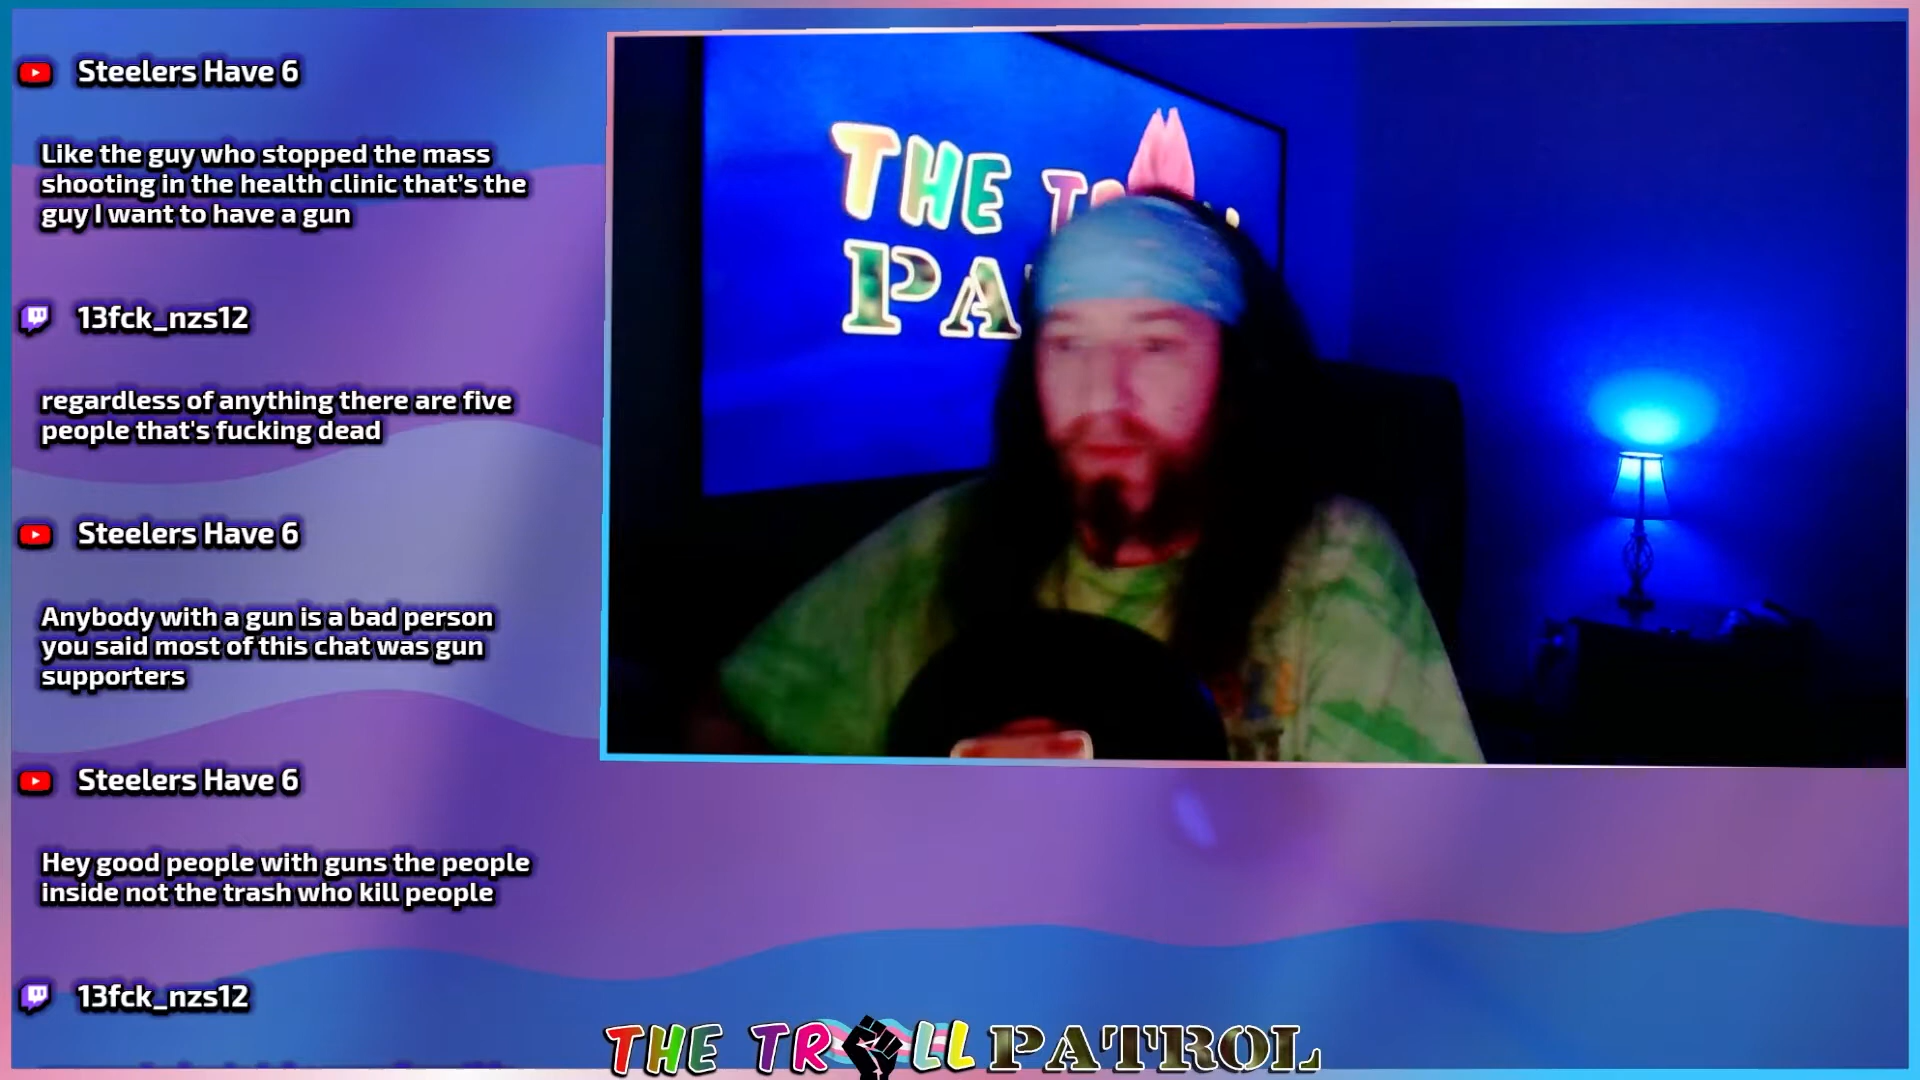 Steelers Have 6
Like the guy who stopped the mass
shooting in the health clinic that's the
guy I want to have a gun
13fck_nzs12
regardless of anything there are five
people that's fucking dead
Steelers Have 6
Anybody with a gun is a bad person
you said most of this chat was gun
supporters
Steelers Have 6
Hey good people with guns the people
inside not the trash who kill people
13fck_nzs12
THE
PA
THE TROLL PATROL